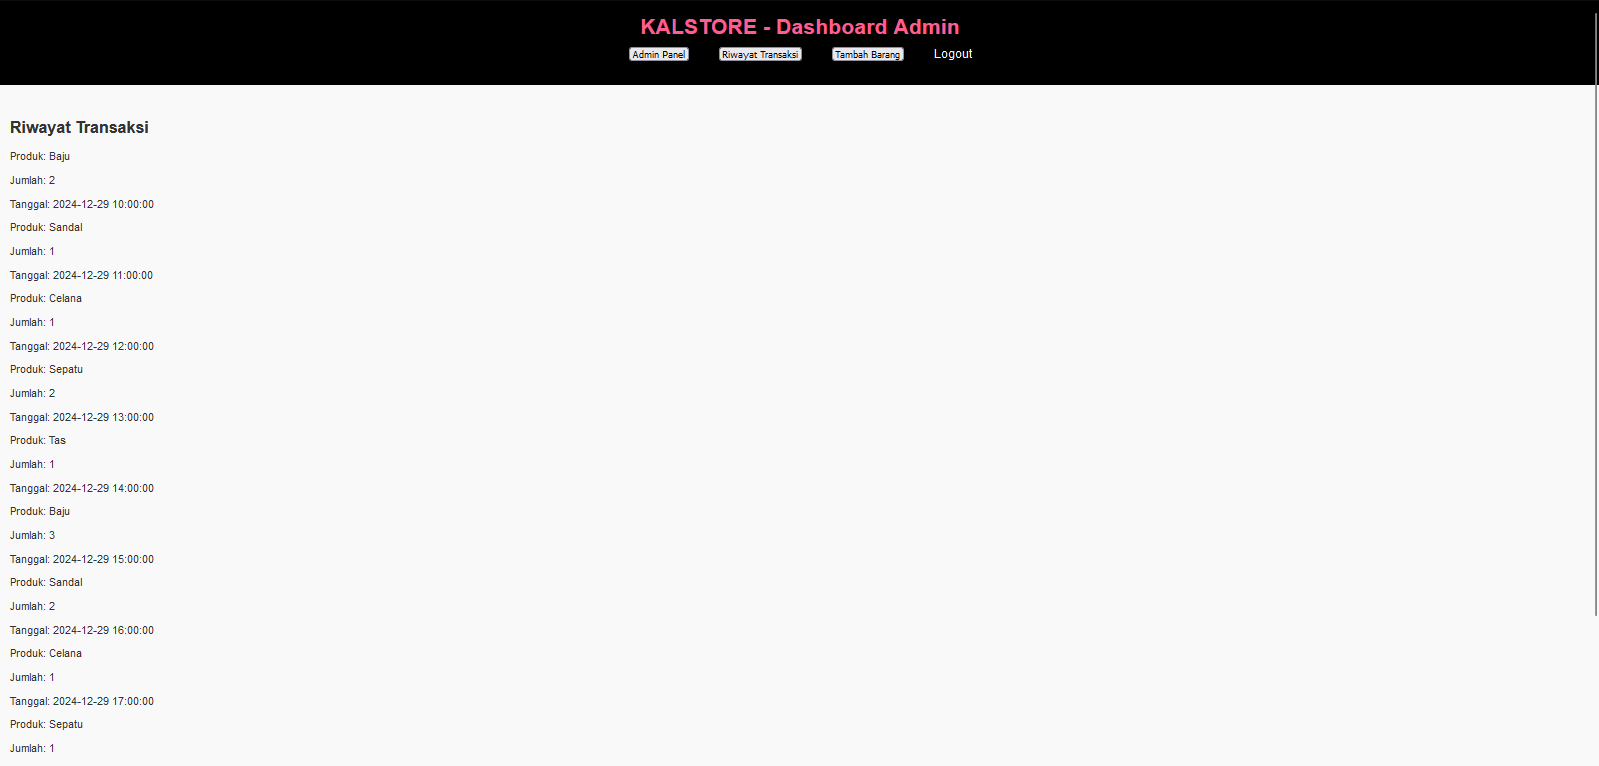 KALSTORE - Dashboard Admin
Admin Panel Riwayat Transaksi Tambah Barang Logout
Riwayat Transaksi
Produk: Baju
Jumlah: 2
Tanggal: 2024-12-29 10:00:00
Produk: Sandal
Jumlah: 1
Tanggal: 2024-12-29 11:00:00
Produk: Celana
Jumlah: 1
Tanggal: 2024-12-29 12:00:00
Produk: Sepatu
Jumlah: 2
Tanggal: 2024-12-29 13:00:00
Produk: Tas
Jumlah: 1
Tanggal: 2024-12-29 14:00:00
Produk: Baju
Jumlah: 3
Tanggal: 2024-12-29 15:00:00
Produk: Sandal
Jumlah: 2
Tanggal: 2024-12-29 16:00:00
Produk: Celana
Jumlah: 1
Tanggal: 2024-12-29 17:00:00
Produk: Sepatu
Jumlah: 1